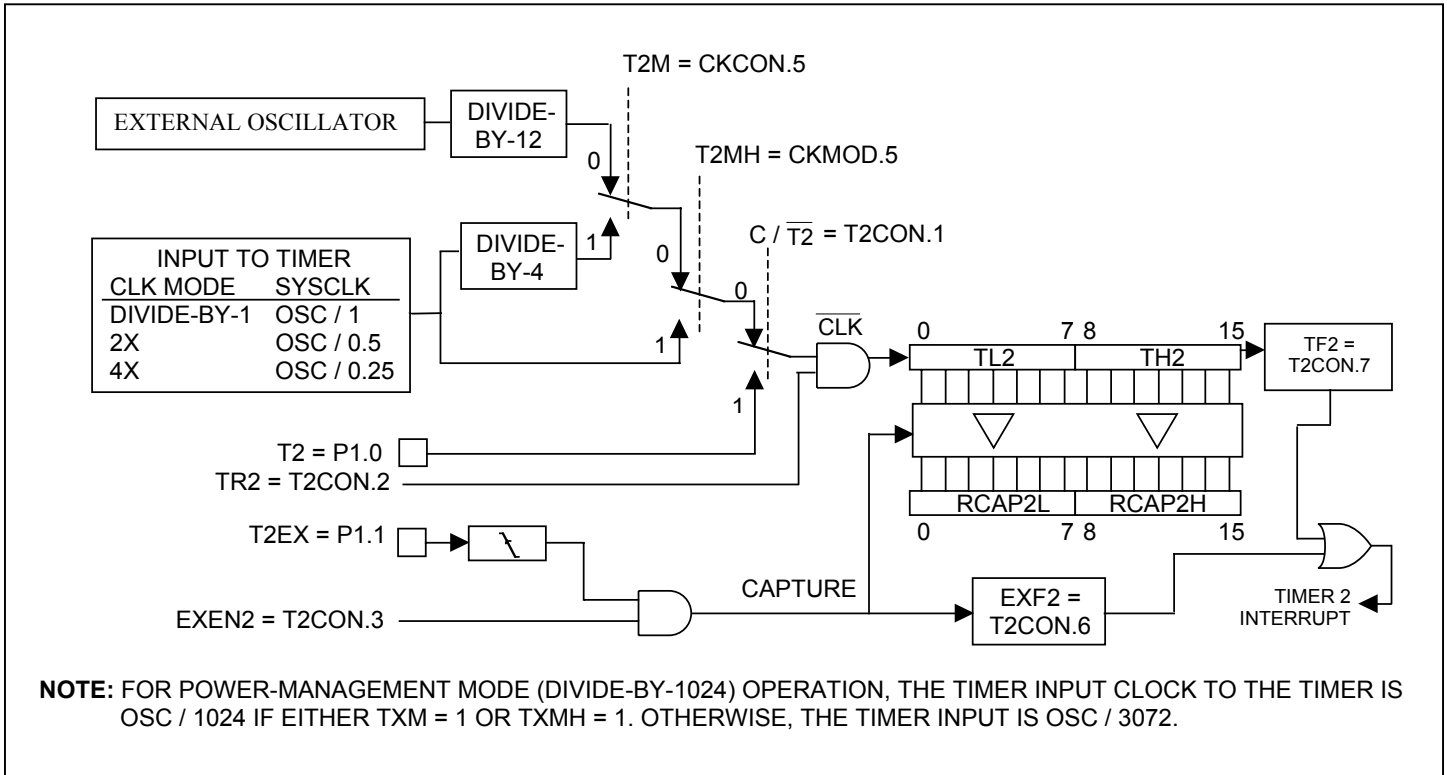 T2M = CKCON.5
EXTERNAL OSCILLATOR
DIVIDE-
BY-12
0
T2MH = CKMOD.5
1
DIVIDE-
BY-4
0
C / T2 = T2CON.1
INPUT TO TIMER
CLK MODE SYSCLK
DIVIDE-BY-1 OSC / 1
2X OSC / 0.5
4X OSC / 0.25
0
1
CLK
0 7 8 15
TL2 TH2
TF2 =
T2CON.7
1
T2 = P1.0
TR2 = T2CON.2
RCAP2L RCAP2H
0 7 8 15
T2EX = P1.1
CAPTURE
EXEN2 = T2CON.3
EXF2 =
T2CON.6
TIMER 2
INTERRUPT
NOTE: FOR POWER-MANAGEMENT MODE (DIVIDE-BY-1024) OPERATION, THE TIMER INPUT CLOCK TO THE TIMER IS
OSC / 1024 IF EITHER TXM = 1 OR TXMH = 1. OTHERWISE, THE TIMER INPUT IS OSC / 3072.